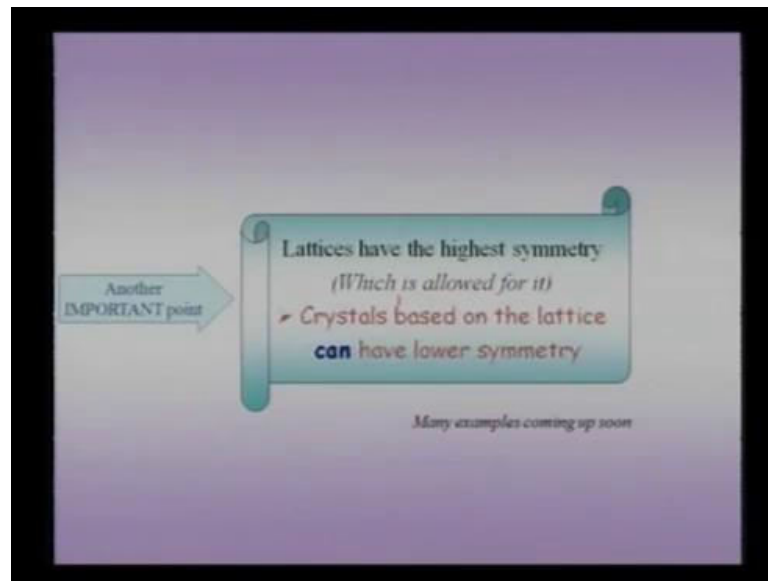 Another
IMPORTANT point
Lattices have the highest symmetry
(Which is allowed for it)
➤ Crystals based on the lattice
can have lower symmetry
Many examples coming up soon